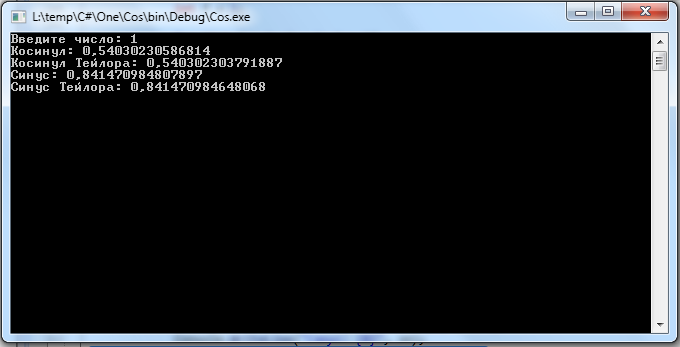 L:\temp\C#\One\Cos\bin\Debug\Cos.exe
Введите число: 1
Косинул: 0,54030230586814
Косинул Тейлора: 0,540302303791887
Синус: 0,841470984807897
Синус Тейлора: 0,841470984648068